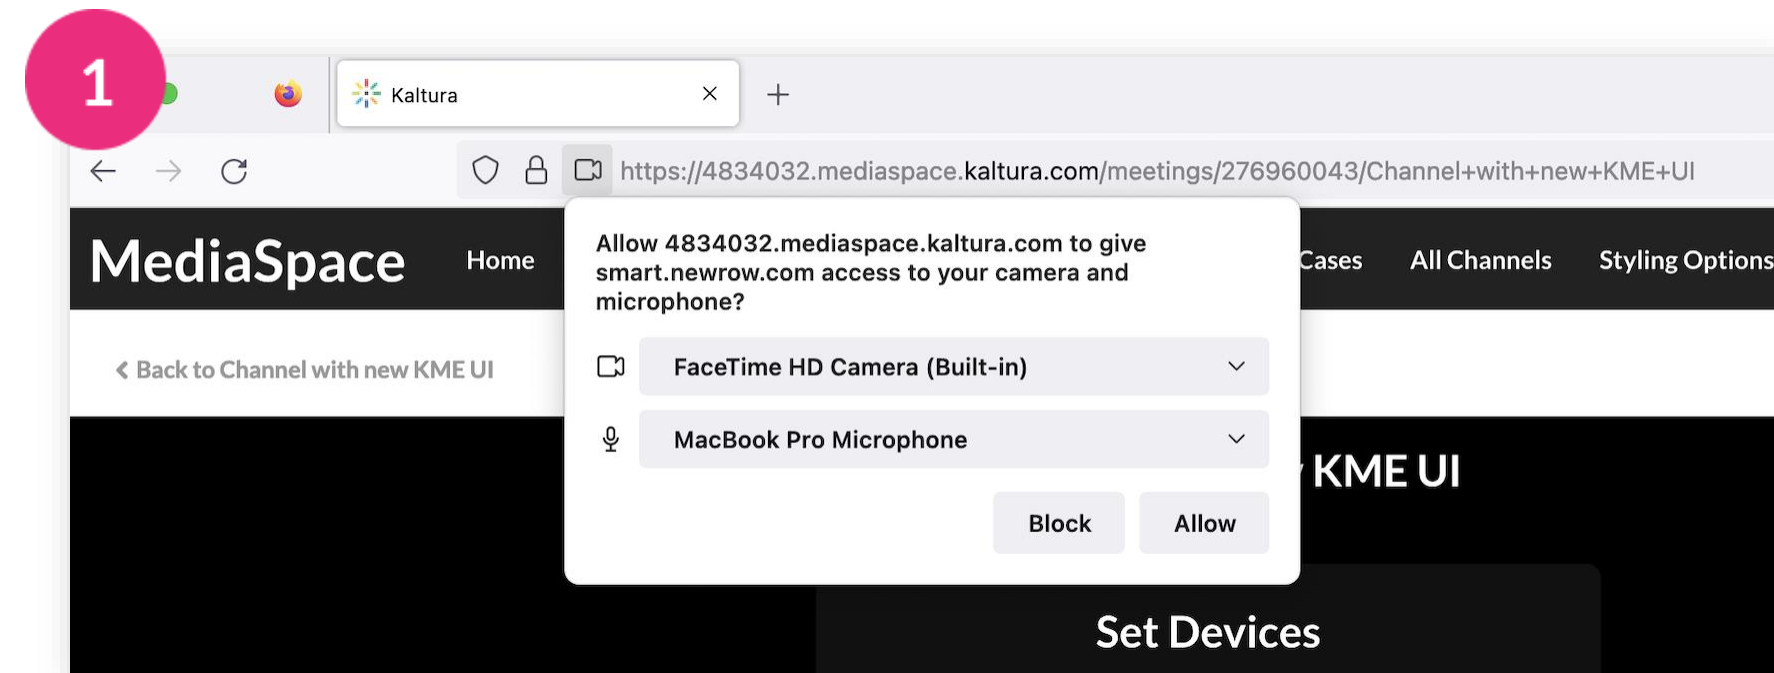 1
Kaltura
https://4834032.mediaspace.kaltura.com/meetings/276960043/Channel+with+new+KME+UI
MediaSpace Home Cases All Channels Styling Options
Allow 4834032.mediaspace.kaltura.com to give
smart.newrow.com access to your camera and
microphone?
Back to Channel with new KME UI
FaceTime HD Camera (Built-in)
MacBook Pro Microphone
KME UI
Block Allow
Set Devices